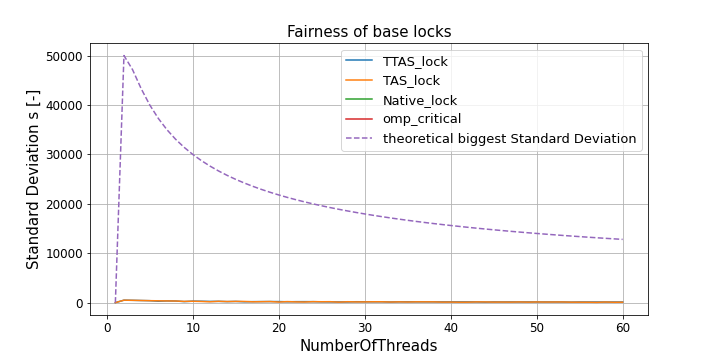 Fairness of base locks
50000
40000
30000
20000
10000
0
Standard Deviation s [-]
TTAS_lock
TAS_lock
Native_lock
omp_critical
theoretical biggest Standard Deviation
0 10 20 30 40 50 60
NumberOfThreads